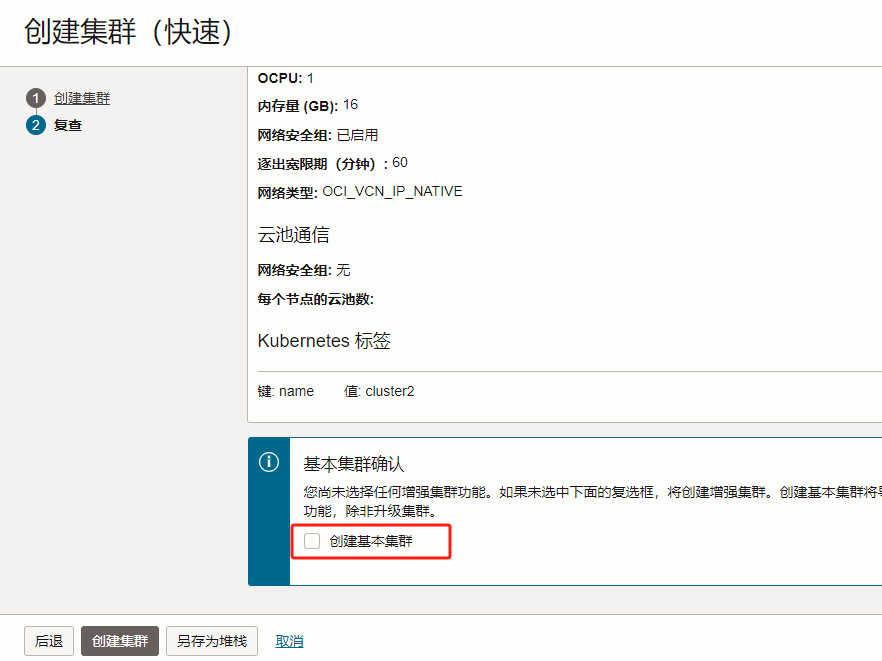 创建集群（快速）
1 创建集群
2 复查
OCPU: 1
内存量 (GB): 16
网络安全组: 已启用
逐出宽限期（分钟）: 60
网络类型: OCI_VCN_IP_NATIVE
云池通信
网络安全组: 无
每个节点的云池数:
Kubernetes 标签
键: name 值: cluster2
基本集群确认
您尚未选择任何增强集群功能。如果未选中下面的复选框，将创建增强集群。创建基本集群将
功能，除非升级集群。
创建基本集群
后退 创建集群 另存为堆栈 取消